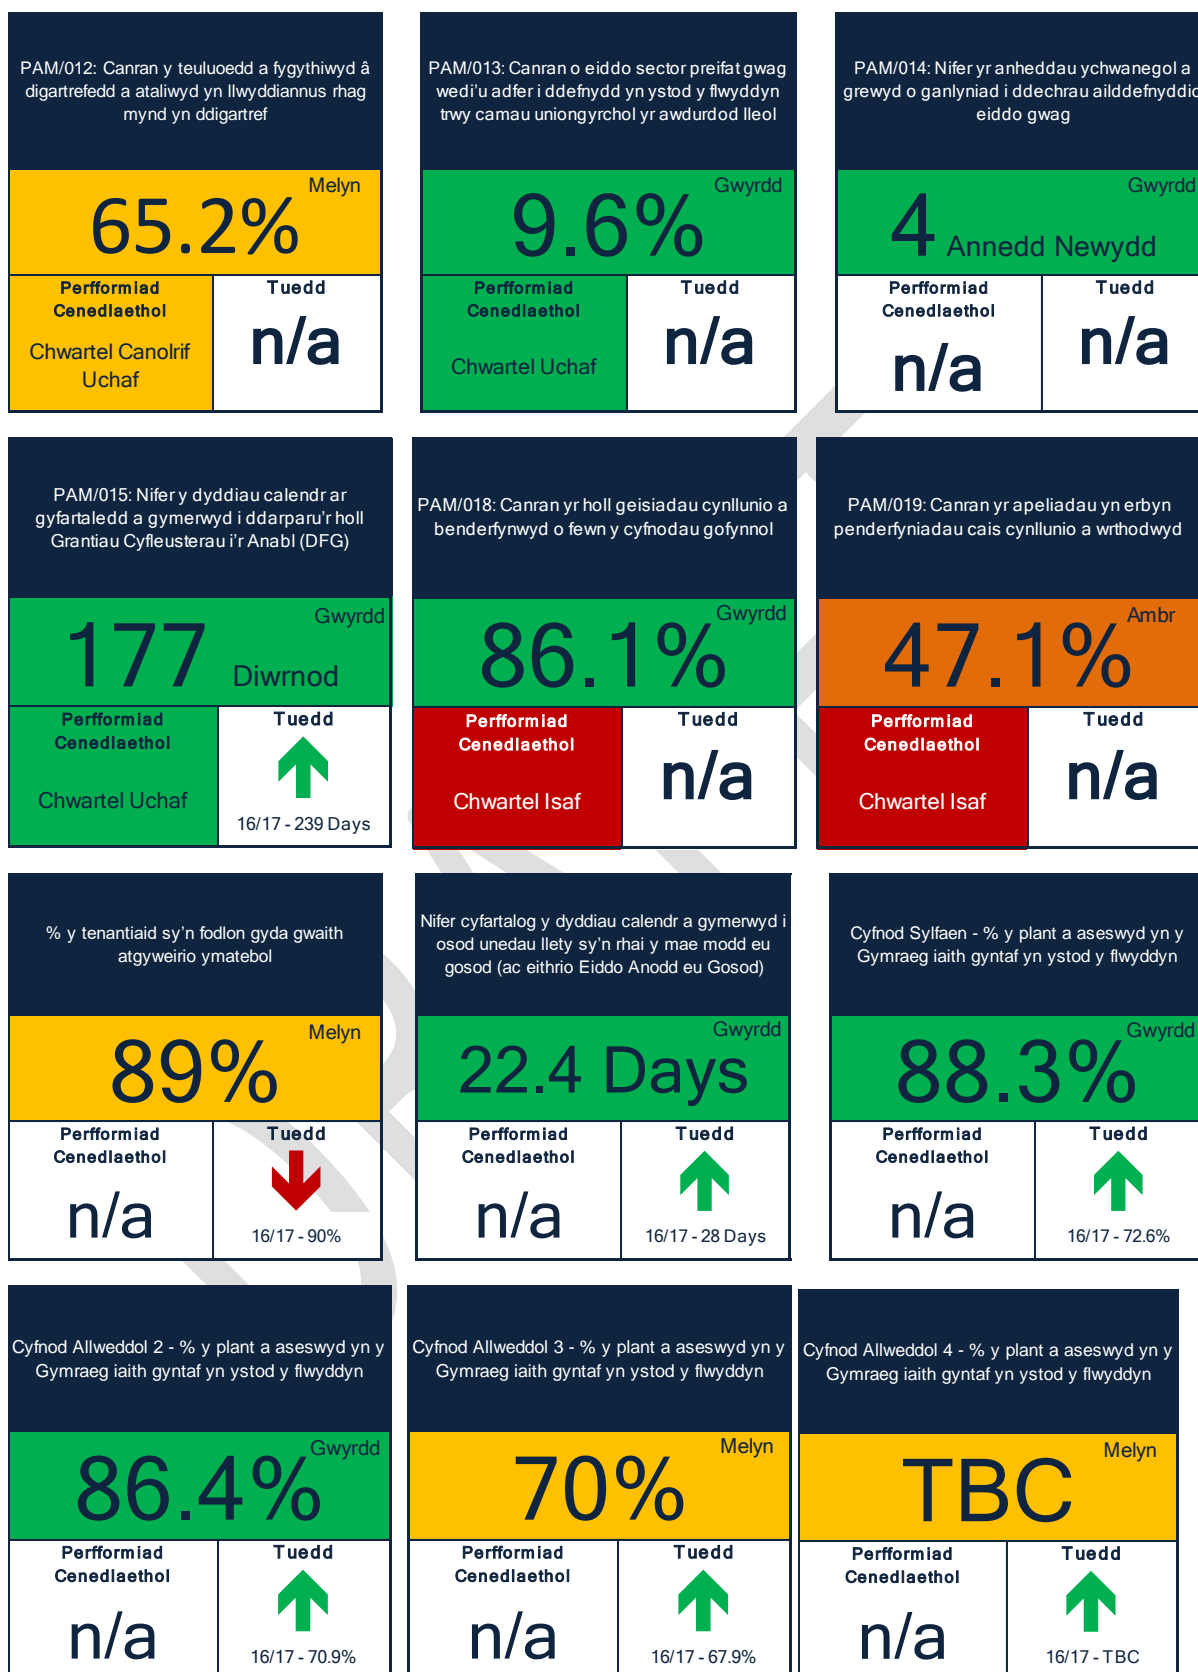 PAM/012: Canran y teuluoedd a fygythiwyd â
digartrefedd a ataliwyd yn llwyddiannus rhag
mynd yn ddigartref
Melyn
65.2%
Perfformiad
Cenedlaethol
Chwartel Canolrif
Uchaf
Tuedd
n/a
PAM/013: Canran o eiddo sector preifat gwag
wedi'u adfer i ddefnydd yn ystod y flwyddyn
trwy camau uniongyrchol yr awdurdod lleol
Gwyrdd
9.6%
Perfformiad
Cenedlaethol
Chwartel Uchaf
Tuedd
n/a
PAM/014: Nifer yr anheddau ychwanegol a
grewyd o ganlyniad i ddechrau ailddefnyddio
eiddo gwag
Gwyrdd
4 Annedd Newydd
Perfformiad
Cenedlaethol
n/a
Tuedd
n/a
PAM/015: Nifer y dyddiau calendr ar
gyfartaledd a gymerwyd i ddarparu'r holl
Grantiau Cyfleusterau i'r Anabl (DFG)
Gwyrdd
177 Diwrnod
Perfformiad
Cenedlaethol
Chwartel Uchaf
Tuedd
16/17 - 239 Days
PAM/018: Canran yr holl geisiadau cynllunio a
benderfynwyd o fewn y cyfnodau gofynnol
Gwyrdd
86.1%
Perfformiad
Cenedlaethol
Chwartel Isaf
Tuedd
n/a
PAM/019: Canran yr apeliadau yn erbyn
penderfyniadau cais cynllunio a wrthodwyd
Ambr
47.1%
Perfformiad
Cenedlaethol
Chwartel Isaf
Tuedd
n/a
% y tenantiaid sy'n fodlon gyda gwaith
atgyweirio ymatebol
Melyn
89%
Perfformiad
Cenedlaethol
n/a
Tuedd
16/17 - 90%
Nifer cyfartalog y dyddiau calendr a gymerwyd i
osod unedau llety sy'n rhai y mae modd eu
gosod (ac eithrio Eiddo Anodd eu Gosod)
Gwyrdd
22.4 Days
Perfformiad
Cenedlaethol
n/a
Tuedd
16/17 - 28 Days
Cyfnod Sylfaen - % y plant a aseswyd yn y
Gymraeg iaith gyntaf yn ystod y flwyddyn
Gwyrdd
88.3%
Perfformiad
Cenedlaethol
n/a
Tuedd
16/17 - 72.6%
Cyfnod Allweddol 2 - % y plant a aseswyd yn y
Gymraeg iaith gyntaf yn ystod y flwyddyn
Gwyrdd
86.4%
Perfformiad
Cenedlaethol
n/a
Tuedd
16/17 - 70.9%
Cyfnod Allweddol 3 - % y plant a aseswyd yn y
Gymraeg iaith gyntaf yn ystod y flwyddyn
Melyn
70%
Perfformiad
Cenedlaethol
n/a
Tuedd
16/17 - 67.9%
Cyfnod Allweddol 4 - % y plant a aseswyd yn y
Gymraeg iaith gyntaf yn ystod y flwyddyn
Melyn
TBC
Perfformiad
Cenedlaethol
n/a
Tuedd
16/17 - TBC